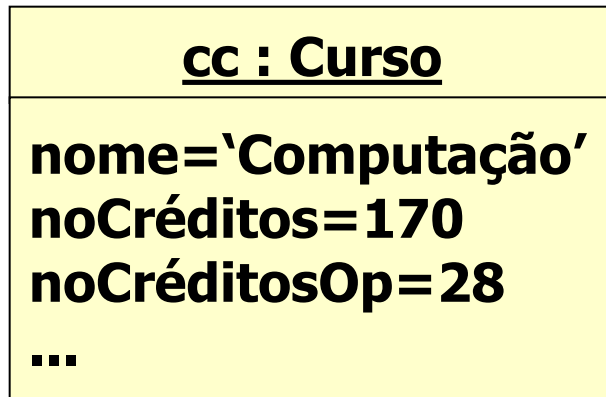 cc : Curso
nome=‘Computação’
noCréditos=170
noCréditosOp=28
...